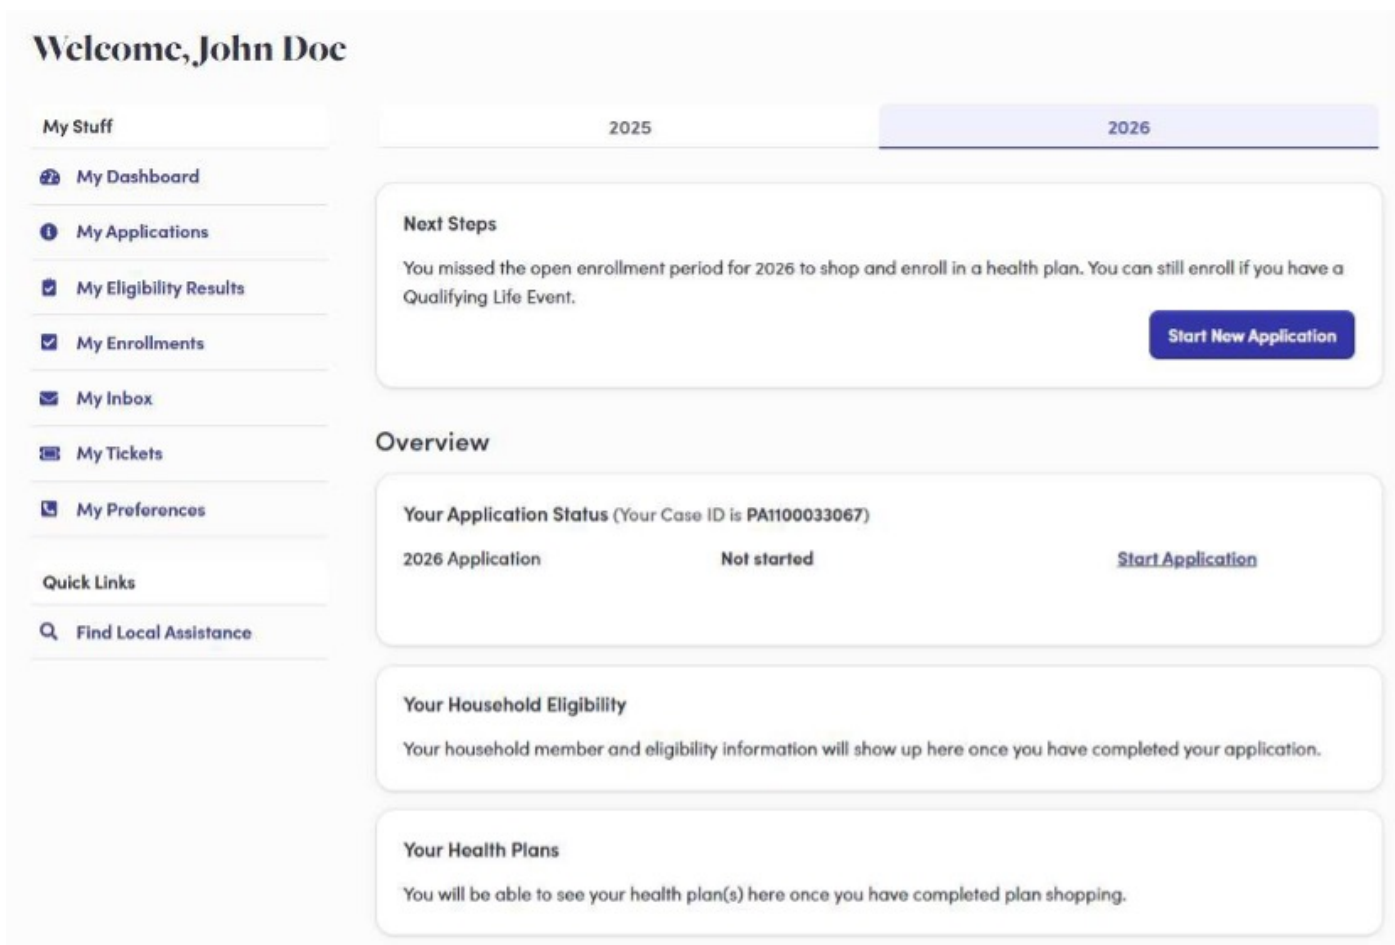 Welcome, John Doe
My Stuff
My Dashboard
My Applications
My Eligibility Results
My Enrollments
My Inbox
My Tickets
My Preferences
Quick Links
Find Local Assistance
2025
2026
Next Steps
You missed the open enrollment period for 2026 to shop and enroll in a health plan. You can still enroll if you have a
Qualifying Life Event.
Start New Application
Overview
Your Application Status (Your Case ID is PA1100033067)
2026 Application
Not started
Start Application
Your Household Eligibility
Your household member and eligibility information will show up here once you have completed your application.
Your Health Plans
You will be able to see your health plan(s) here once you have completed plan shopping.